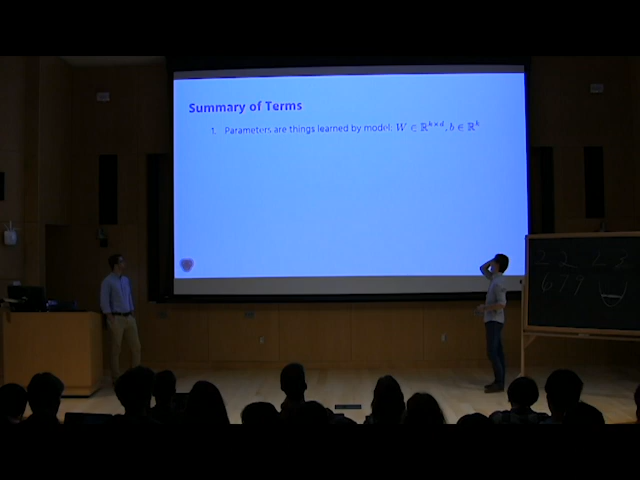 Summary of Terms
1. Parameters are things learned by model: W ∈ ℝ^{h×d}, b ∈ ℝ^h